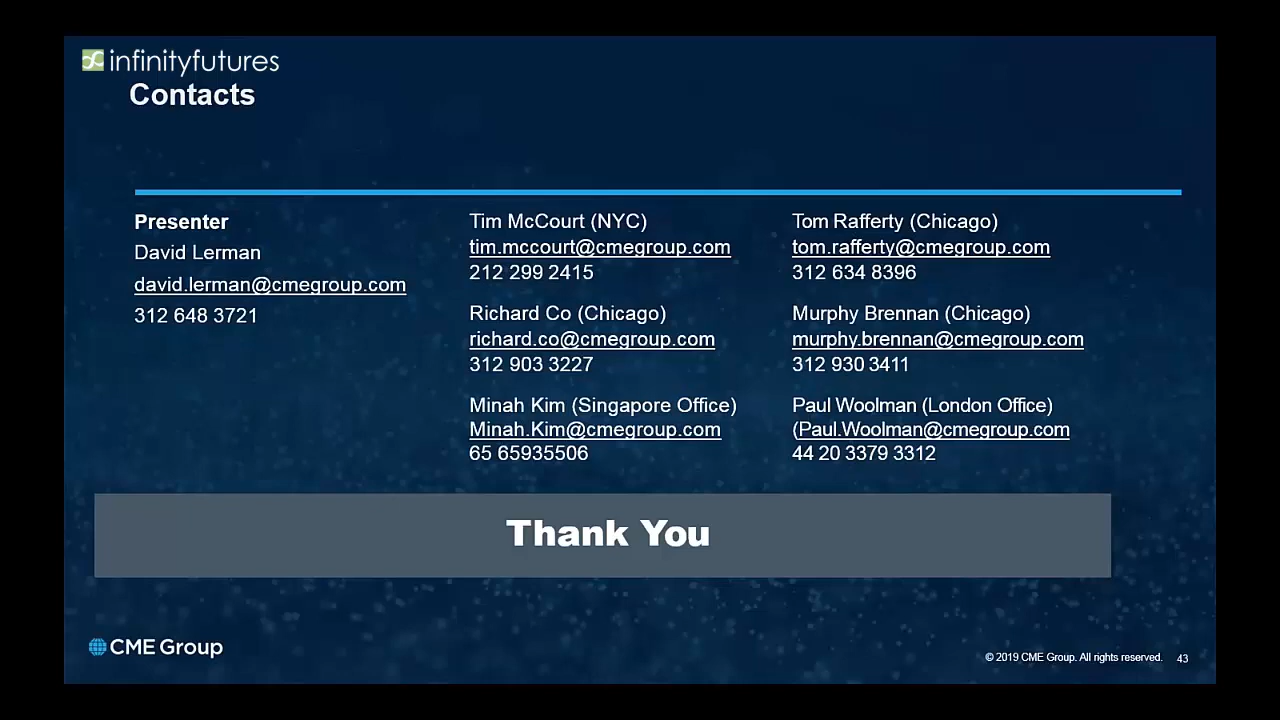 infinityfutures
Contacts
Presenter
David Lerman
david.lerman@cmegroup.com
312 648 3721
Tim McCourt (NYC)
tim.mccourt@cmegroup.com
212 299 2415
Richard Co (Chicago)
richard.co@cmegroup.com
312 903 3227
Minah Kim (Singapore Office)
Minah.Kim@cmegroup.com
65 65935506
Tom Rafferty (Chicago)
tom.rafferty@cmegroup.com
312 634 8396
Murphy Brennan (Chicago)
murphy.brennan@cmegroup.com
312 930 3411
Paul Woolman (London Office)
(Paul.Woolman@cmegroup.com
44 20 3379 3312
Thank You
CME Group
© 2019 CME Group. All rights reserved. 43